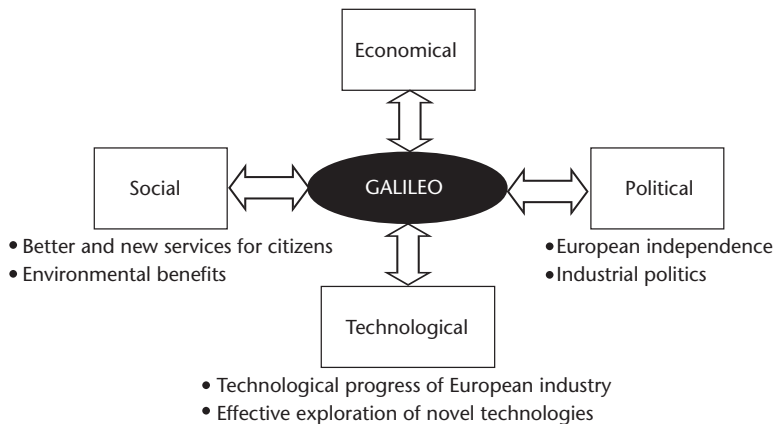 Economical
Social
GALILEO
Political
• Better and new services for citizens
• Environmental benefits
• European independence
• Industrial politics
Technological
• Technological progress of European industry
• Effective exploration of novel technologies